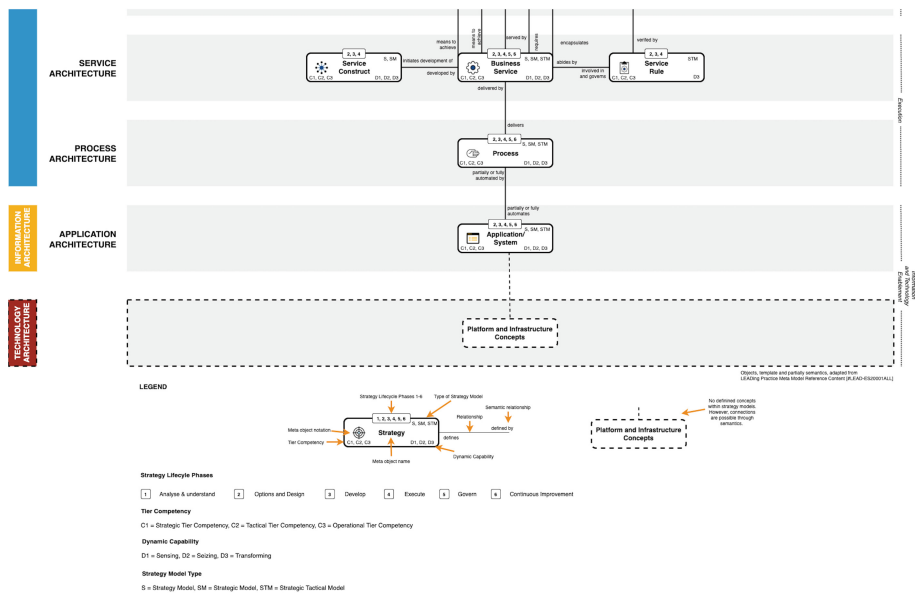 means to
achieve
means to
achieve
served by
requires
encapsulates
verified by
SERVICE
ARCHITECTURE
2, 3, 4
S, SM
Service
Construct
C1, C2, C3
D1, D2, D3
initiates development of
developed by
2, 3, 4, 5, 6
S, SM, STM
Business
Service
C1, C2, C3
D1, D2, D3
abides by
involved in
and governs
2, 3, 4
STM
Service
Rule
C1, C2, C3
D3
delivered by
Execution
PROCESS
ARCHITECTURE
delivers
2, 3, 4, 5, 6
S, SM, STM
Process
C1, C2, C3
D1, D2, D3
partially or fully
automated by
INFORMATION
ARCHITECTURE
APPLICATION
ARCHITECTURE
partially or fully
automates
2, 3, 4, 5, 6
S, SM, STM
Application/
System
C1, C2, C3
D1, D2, D3
Information
and Technology
Enablement
TECHNOLOGY
ARCHITECTURE
Platform and Infrastructure
Concepts
Objects, template and partially semantics, adapted from
LEADing Practice Meta Model Reference Content [#LEAD-ES20001ALL]
LEGEND
Strategy Lifecycle Phases 1-6
Type of Strategy Model
Semantic relationship
Relationship
1, 2, 3, 4, 5, 6
S, SM, STM
Meta object notation
Strategy
defined by
defines
Tier Competency
C1, C2, C3
D1, D2, D3
Meta object name
Dynamic Capability
No definined concepts
within strategy models.
However, connections
are possible through
semantics.
Platform and Infrastructure
Concepts
Strategy Lifecyle Phases
1 Analyse & understand 2 Options and Design 3 Develop 4 Execute 5 Govern 6 Continuous Improvement
Tier Competency
C1 = Strategic Tier Competency, C2 = Tactical Tier Competency, C3 = Operational Tier Competency
Dynamic Capability
D1 = Sensing, D2 = Seizing, D3 = Transforming
Strategy Model Type
S = Strategy Model, SM = Strategic Model, STM = Strategic Tactical Model